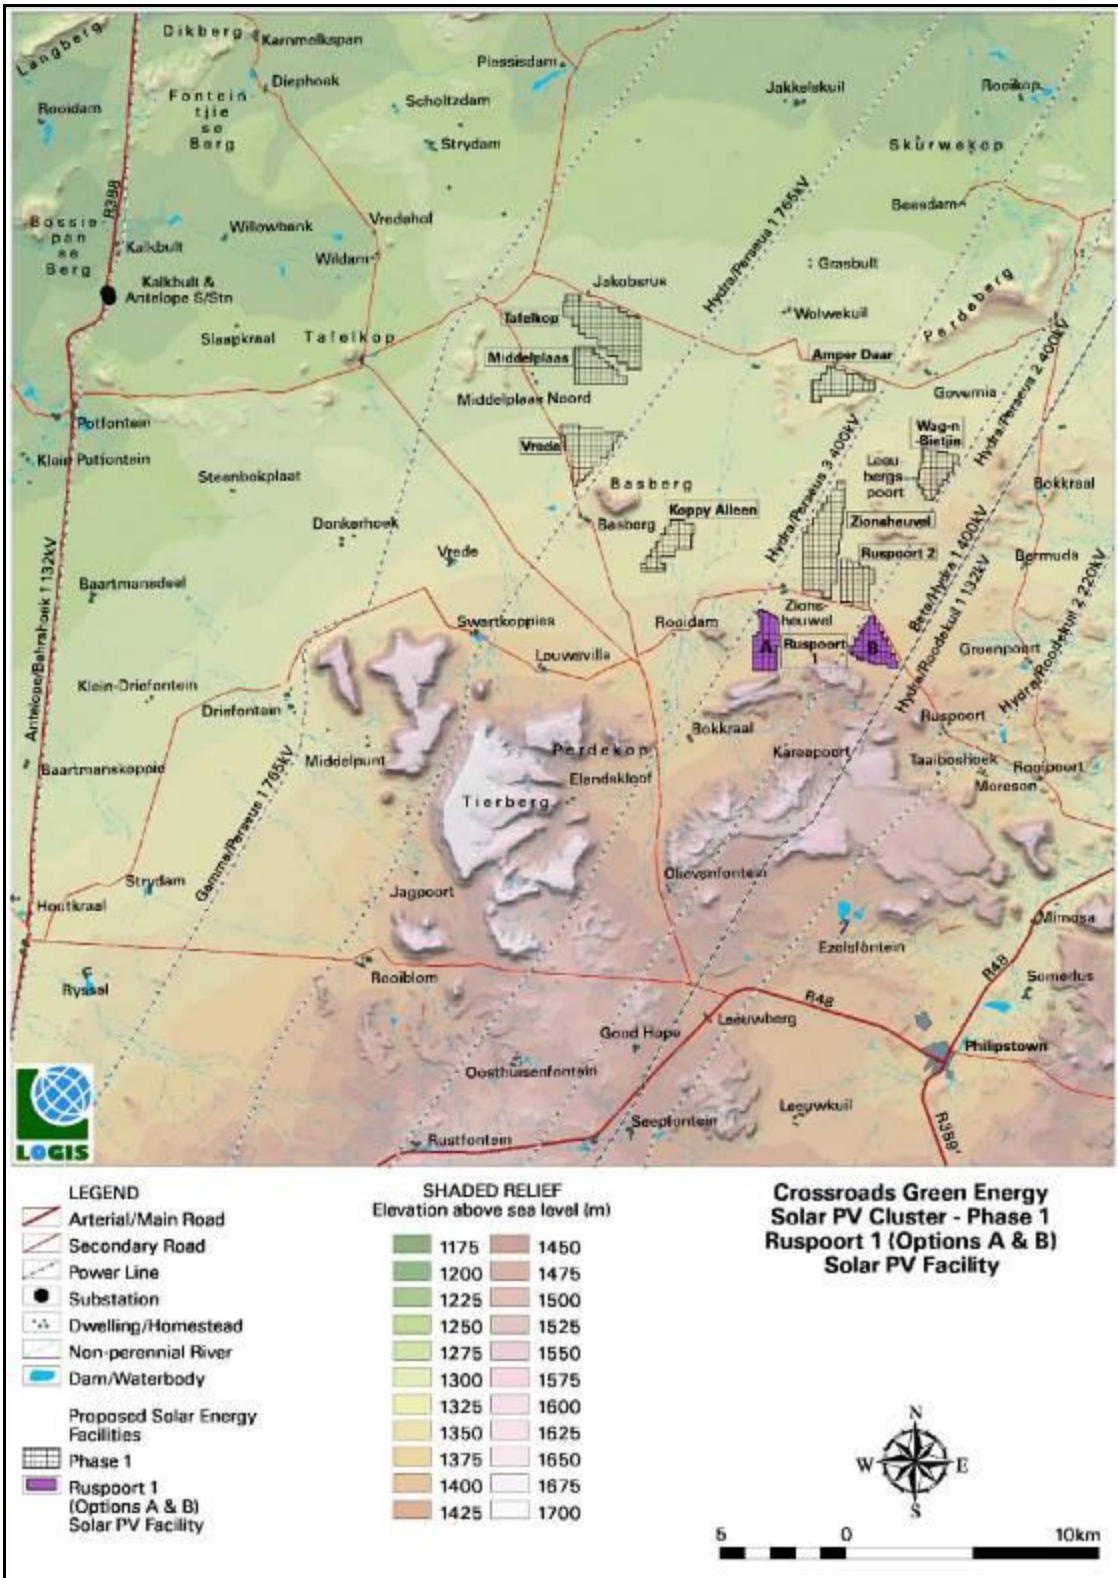 Langberg
Dikberg
Karnmelkspan
Plessisdam
Diephoek
Jakkelskuil
Rooikop
Rooidam
Fontein
tjie
se
Berg
Scholtzdam
Strydam
Skurwekop
R388
Beesdam
Bossie
pan
se
Berg
Willowbank
Vredehof
Kalkbult
Wildam
Grasbult
Hydra/Perseus 1 765kV
Kalkbult &
Antelope S/Stn
Jakobsrus
Perdeberg
Tafelkop
Wolwekuil
Slaapkraal
Tafelkop
Middelplaas
Amper Daar
Hydra/Perseus 2 400kV
Middelplaas Noord
Governia
Potfontein
Vrede
Wag-n
-Bietjie
Klein Potfontein
Leeu-
bergs-
poort
Hydra/Perseus 3 400kV
Steenbokplaat
Basberg
Bokkraal
Donkerhoek
Basberg
Koppy Alleen
Zionsheuvel
Vrede
Ruspoort 2
Bermuda
Baartmansdeel
Beta/Hydra 1 400kV
Hydra/Roodekuil 1 132kV
Hydra/Roodekuil 2 220kV
Antelope/Behrshoek 1 132kV
Swartkoppies
Rooidam
Zions-
heuwel
A
Ruspoort
1
B
Groenpoort
Louwsvilla
Klein-Driefontein
Driefontein
Ruspoort
Bokkraal
Middelpunt
Perdekop
Kareepoort
Baartmanskoppie
Elandskloof
Taaiboshoek
Rooipoort
Moreson
Tierberg
Gamma/Perseus 1 765kV
Strydam
Jagpoort
Olievenfontein
Houtkraal
Mimosa
Ezelsfontein
Rooiblom
R48
Somerlus
Ryssel
R48
Leeuwberg
Good Hope
Philipstown
Oosthuisenfontein
Leeuwkuil
Seepfontein
Rustfontein
R389
LOGIS
LEGEND
Arterial/Main Road
Secondary Road
Power Line
Substation
Dwelling/Homestead
Non-perennial River
Dam/Waterbody
Proposed Solar Energy
Facilities
Phase 1
Ruspoort 1
(Options A & B)
Solar PV Facility
SHADED RELIEF
Elevation above sea level (m)
1175 1450
1200 1475
1225 1500
1250 1525
1275 1550
1300 1575
1325 1600
1350 1625
1375 1650
1400 1675
1425 1700
Crossroads Green Energy
Solar PV Cluster - Phase 1
Ruspoort 1 (Options A & B)
Solar PV Facility
N
W E
S
5 0 10km